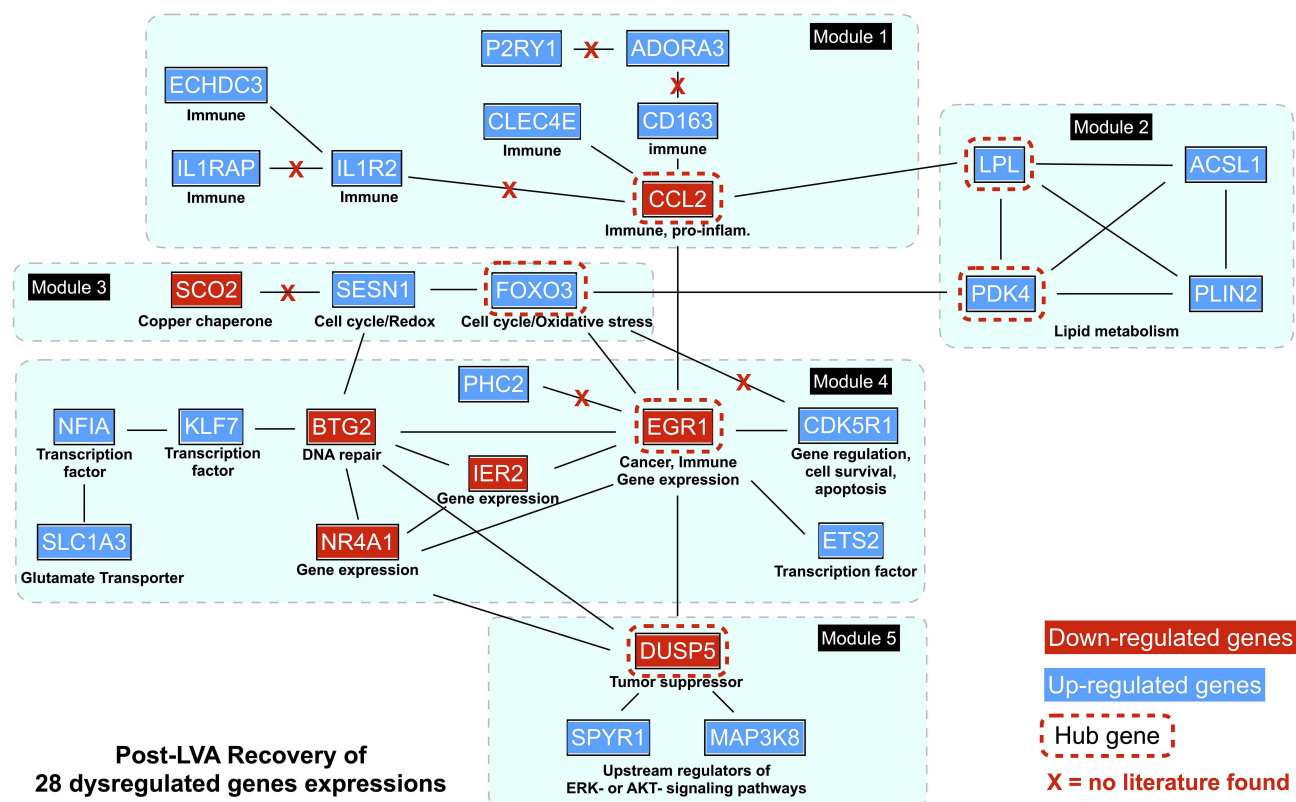 Module 1
P2RY1
X
ADORA3
X
ECHDC3
Immune
CLEC4E
Immune
CD163
immune
IL1RAP
Immune
X
IL1R2
Immune
X
CCL2
Immune, pro-inflam.
Module 2
LPL
ACSL1
PDK4
PLIN2
Lipid metabolism
Module 3
SCO2
Copper chaperone
X
SESN1
Cell cycle/Redox
FOXO3
Cell cycle/Oxidative stress
Module 4
PHC2
X
X
NFIA
Transcription
factor
KLF7
Transcription
factor
BTG2
DNA repair
EGR1
Cancer, Immune
Gene expression
CDK5R1
Gene regulation,
cell survival,
apoptosis
IER2
Gene expression
SLC1A3
Glutamate Transporter
NR4A1
Gene expression
ETS2
Transcription factor
Module 5
DUSP5
Tumor suppressor
SPYR1
MAP3K8
Upstream regulators of
ERK- or AKT- signaling pathways
Post-LVA Recovery of
28 dysregulated genes expressions
Down-regulated genes
Up-regulated genes
Hub gene
X = no literature found